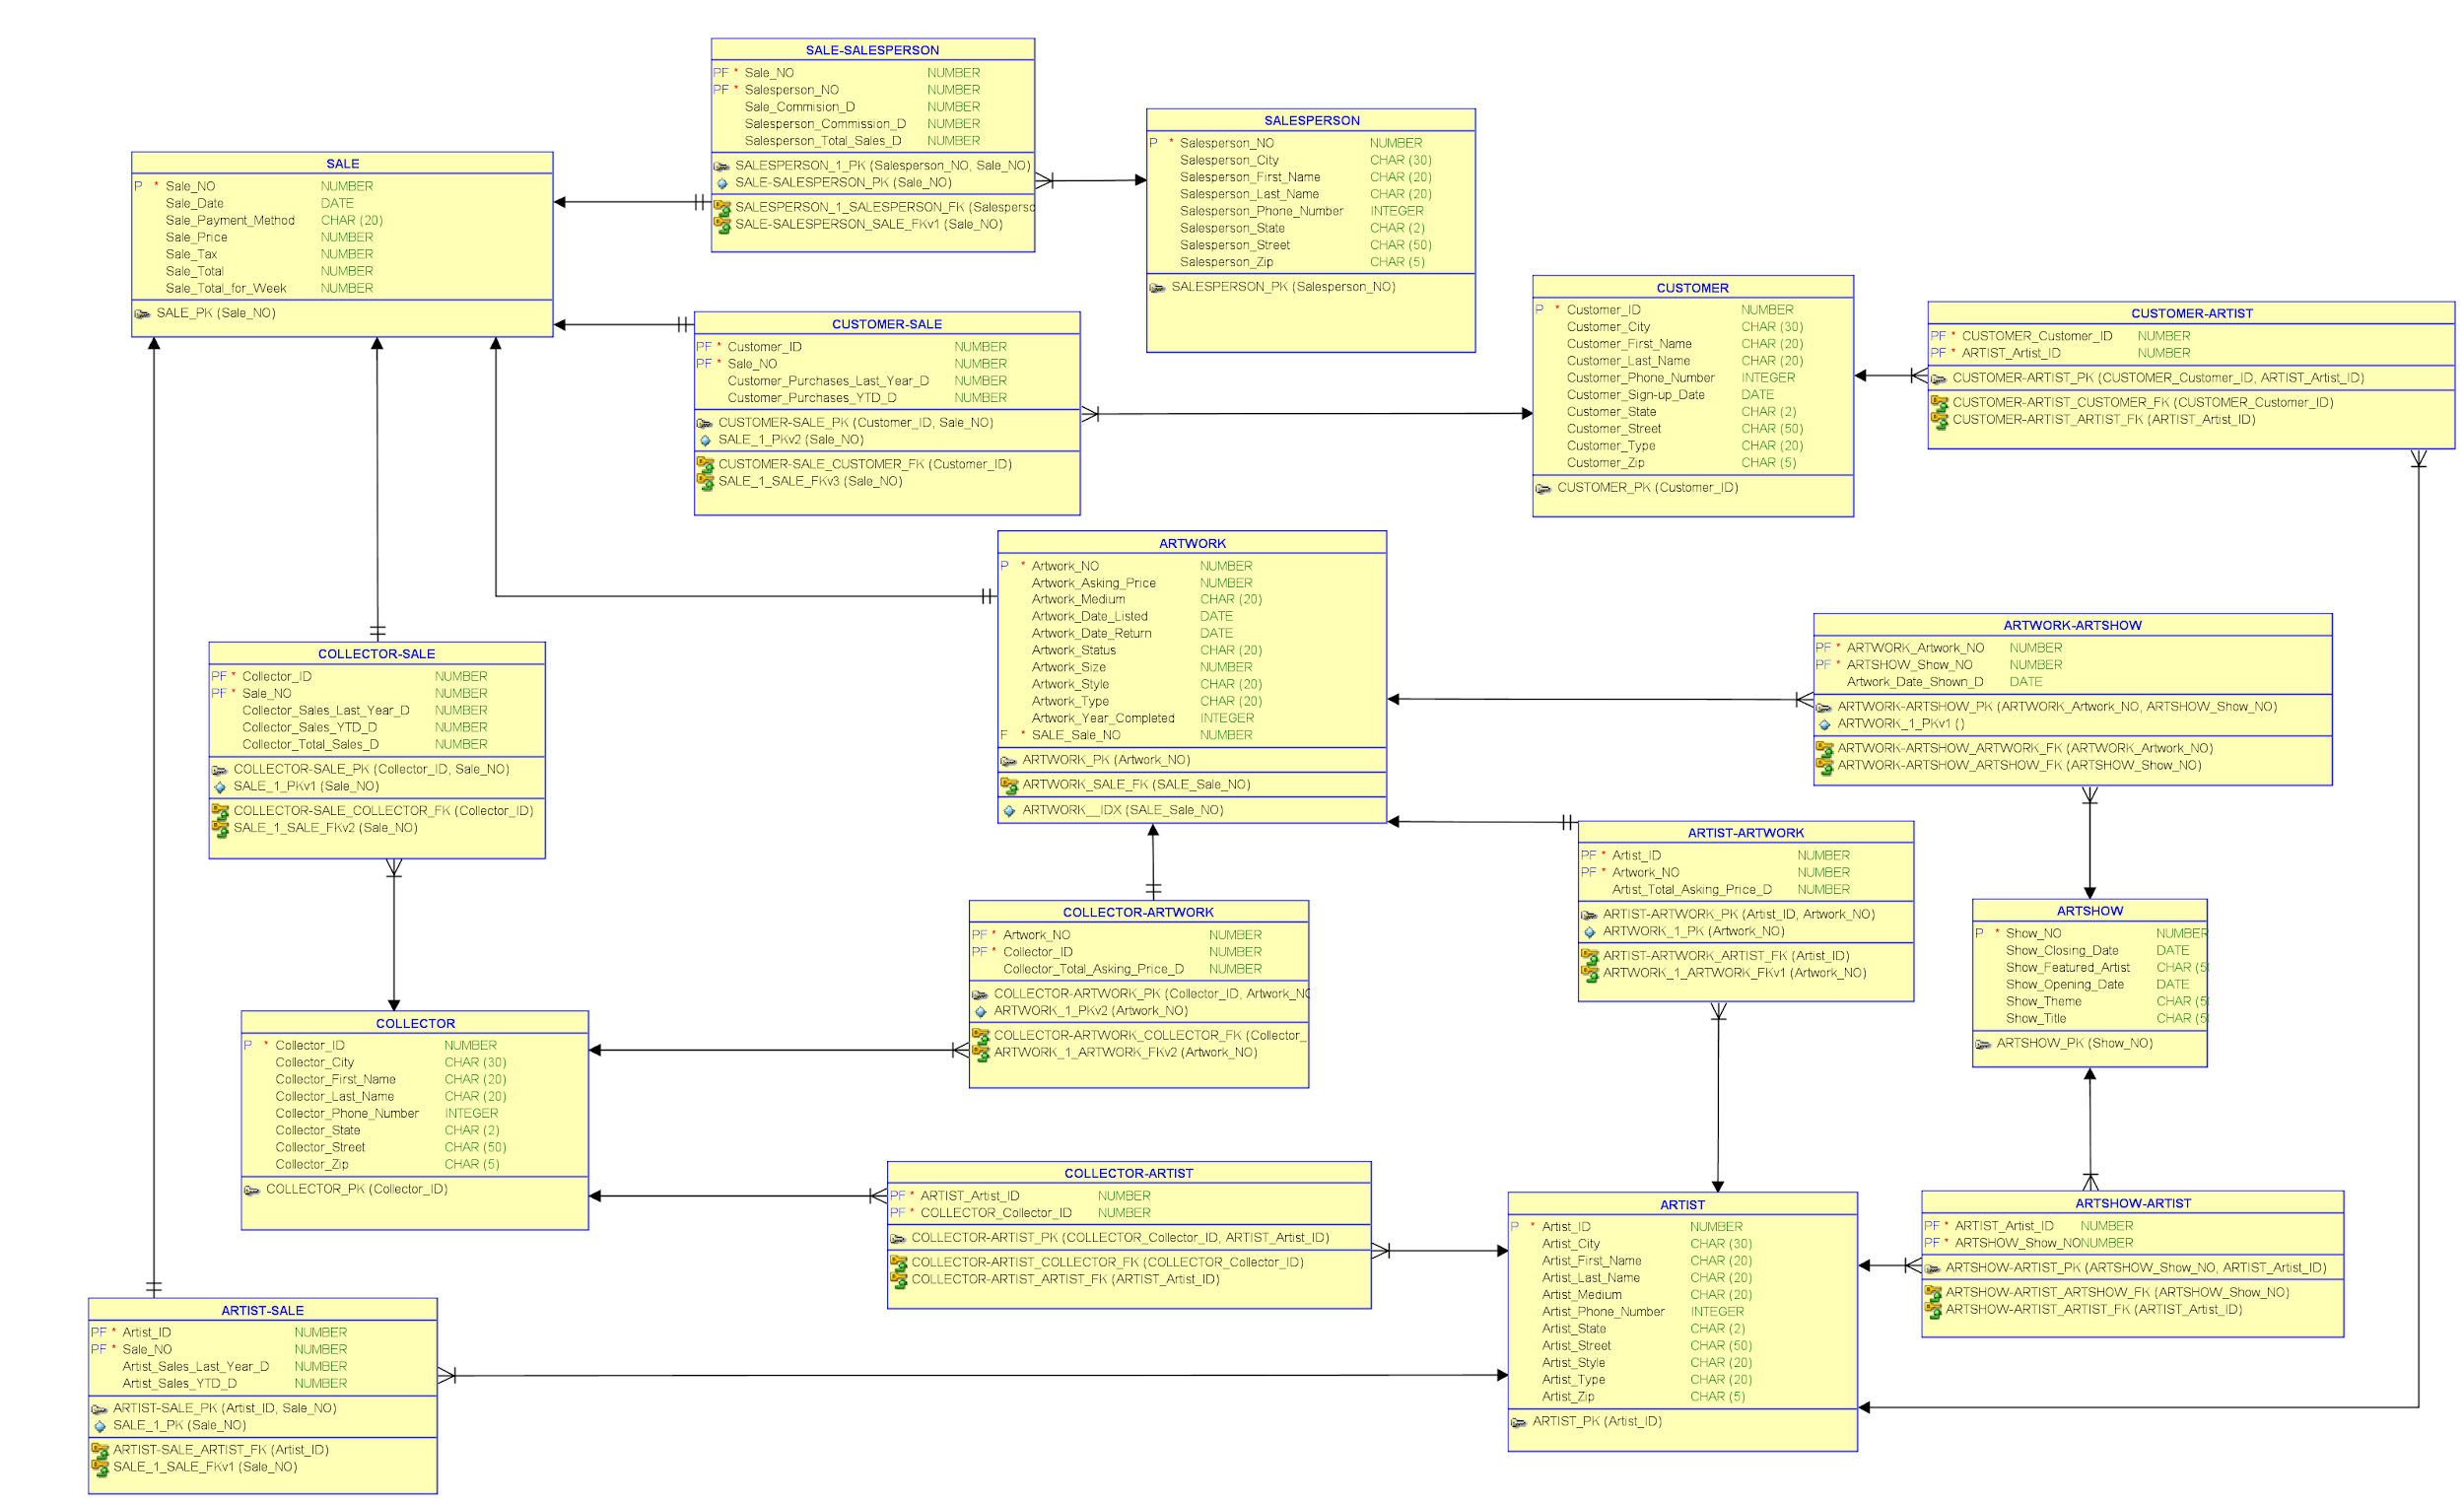 SALE-SALESPERSON
PF * Sale_NO NUMBER
PF * Salesperson_NO NUMBER
Sale_Commision_D NUMBER
Salesperson_Commission_D NUMBER
Salesperson_Total_Sales_D NUMBER
SALESPERSON_1_PK (Salesperson_NO, Sale_NO)
SALE-SALESPERSON_PK (Sale_NO)
SALESPERSON_1_SALESPERSON_FK (Salesperso
SALE-SALESPERSON_SALE_FKv1 (Sale_NO)
SALESPERSON
P * Salesperson_NO NUMBER
Salesperson_City CHAR (30)
Salesperson_First_Name CHAR (20)
Salesperson_Last_Name CHAR (20)
Salesperson_Phone_Number INTEGER
Salesperson_State CHAR (2)
Salesperson_Street CHAR (50)
Salesperson_Zip CHAR (5)
SALESPERSON_PK (Salesperson_NO)
SALE
P * Sale_NO NUMBER
Sale_Date DATE
Sale_Payment_Method CHAR (20)
Sale_Price NUMBER
Sale_Tax NUMBER
Sale_Total NUMBER
Sale_Total_for_Week NUMBER
SALE_PK (Sale_NO)
CUSTOMER-SALE
PF * Customer_ID NUMBER
PF * Sale_NO NUMBER
Customer_Purchases_Last_Year_D NUMBER
Customer_Purchases_YTD_D NUMBER
CUSTOMER-SALE_PK (Customer_ID, Sale_NO)
SALE_1_PKv2 (Sale_NO)
CUSTOMER-SALE_CUSTOMER_FK (Customer_ID)
SALE_1_SALE_FKv3 (Sale_NO)
CUSTOMER
P * Customer_ID NUMBER
Customer_City CHAR (30)
Customer_First_Name CHAR (20)
Customer_Last_Name CHAR (20)
Customer_Phone_Number INTEGER
Customer_Sign-up_Date DATE
Customer_State CHAR (2)
Customer_Street CHAR (50)
Customer_Type CHAR (20)
Customer_Zip CHAR (5)
CUSTOMER_PK (Customer_ID)
CUSTOMER-ARTIST
PF * CUSTOMER_Customer_ID NUMBER
PF * ARTIST_Artist_ID NUMBER
CUSTOMER-ARTIST_PK (CUSTOMER_Customer_ID, ARTIST_Artist_ID)
CUSTOMER-ARTIST_CUSTOMER_FK (CUSTOMER_Customer_ID)
CUSTOMER-ARTIST_ARTIST_FK (ARTIST_Artist_ID)
ARTWORK
P * Artwork_NO NUMBER
Artwork_Asking_Price NUMBER
Artwork_Medium CHAR (20)
Artwork_Date_Listed DATE
Artwork_Date_Return DATE
Artwork_Status CHAR (20)
Artwork_Size NUMBER
Artwork_Style CHAR (20)
Artwork_Type CHAR (20)
Artwork_Year_Completed INTEGER
F * SALE_Sale_NO NUMBER
ARTWORK_PK (Artwork_NO)
ARTWORK_SALE_FK (SALE_Sale_NO)
ARTWORK__IDX (SALE_Sale_NO)
ARTWORK-ARTSHOW
PF * ARTWORK_Artwork_NO NUMBER
PF * ARTSHOW_Show_NO NUMBER
Artwork_Date_Shown_D DATE
ARTWORK-ARTSHOW_PK (ARTWORK_Artwork_NO, ARTSHOW_Show_NO)
ARTWORK_1_PKv1 ()
ARTWORK-ARTSHOW_ARTWORK_FK (ARTWORK_Artwork_NO)
ARTWORK-ARTSHOW_ARTSHOW_FK (ARTSHOW_Show_NO)
COLLECTOR-SALE
PF * Collector_ID NUMBER
PF * Sale_NO NUMBER
Collector_Sales_Last_Year_D NUMBER
Collector_Sales_YTD_D NUMBER
Collector_Total_Sales_D NUMBER
COLLECTOR-SALE_PK (Collector_ID, Sale_NO)
SALE_1_PKv1 (Sale_NO)
COLLECTOR-SALE_COLLECTOR_FK (Collector_ID)
SALE_1_SALE_FKv2 (Sale_NO)
ARTIST-ARTWORK
PF * Artist_ID NUMBER
PF * Artwork_NO NUMBER
Artist_Total_Asking_Price_D NUMBER
ARTIST-ARTWORK_PK (Artist_ID, Artwork_NO)
ARTWORK_1_PK (Artwork_NO)
ARTIST-ARTWORK_ARTIST_FK (Artist_ID)
ARTWORK_1_ARTWORK_FKv1 (Artwork_NO)
COLLECTOR-ARTWORK
PF * Artwork_NO NUMBER
PF * Collector_ID NUMBER
Collector_Total_Asking_Price_D NUMBER
COLLECTOR-ARTWORK_PK (Collector_ID, Artwork_NO
ARTWORK_1_PKv2 (Artwork_NO)
COLLECTOR-ARTWORK_COLLECTOR_FK (Collector_
ARTWORK_1_ARTWORK_FKv2 (Artwork_NO)
ARTSHOW
P * Show_NO NUMBER
Show_Closing_Date DATE
Show_Featured_Artist CHAR (5
Show_Opening_Date DATE
Show_Theme CHAR (5
Show_Title CHAR (5
ARTSHOW_PK (Show_NO)
COLLECTOR
P * Collector_ID NUMBER
Collector_City CHAR (30)
Collector_First_Name CHAR (20)
Collector_Last_Name CHAR (20)
Collector_Phone_Number INTEGER
Collector_State CHAR (2)
Collector_Street CHAR (50)
Collector_Zip CHAR (5)
COLLECTOR_PK (Collector_ID)
COLLECTOR-ARTIST
PF * ARTIST_Artist_ID NUMBER
PF * COLLECTOR_Collector_ID NUMBER
COLLECTOR-ARTIST_PK (COLLECTOR_Collector_ID, ARTIST_Artist_ID)
COLLECTOR-ARTIST_COLLECTOR_FK (COLLECTOR_Collector_ID)
COLLECTOR-ARTIST_ARTIST_FK (ARTIST_Artist_ID)
ARTIST
P * Artist_ID NUMBER
Artist_City CHAR (30)
Artist_First_Name CHAR (20)
Artist_Last_Name CHAR (20)
Artist_Medium CHAR (20)
Artist_Phone_Number INTEGER
Artist_State CHAR (2)
Artist_Street CHAR (50)
Artist_Style CHAR (20)
Artist_Type CHAR (20)
Artist_Zip CHAR (5)
ARTIST_PK (Artist_ID)
ARTSHOW-ARTIST
PF * ARTIST_Artist_ID NUMBER
PF * ARTSHOW_Show_NO NUMBER
ARTSHOW-ARTIST_PK (ARTSHOW_Show_NO, ARTIST_Artist_ID)
ARTSHOW-ARTIST_ARTSHOW_FK (ARTSHOW_Show_NO)
ARTSHOW-ARTIST_ARTIST_FK (ARTIST_Artist_ID)
ARTIST-SALE
PF * Artist_ID NUMBER
PF * Sale_NO NUMBER
Artist_Sales_Last_Year_D NUMBER
Artist_Sales_YTD_D NUMBER
ARTIST-SALE_PK (Artist_ID, Sale_NO)
SALE_1_PK (Sale_NO)
ARTIST-SALE_ARTIST_FK (Artist_ID)
SALE_1_SALE_FKv1 (Sale_NO)